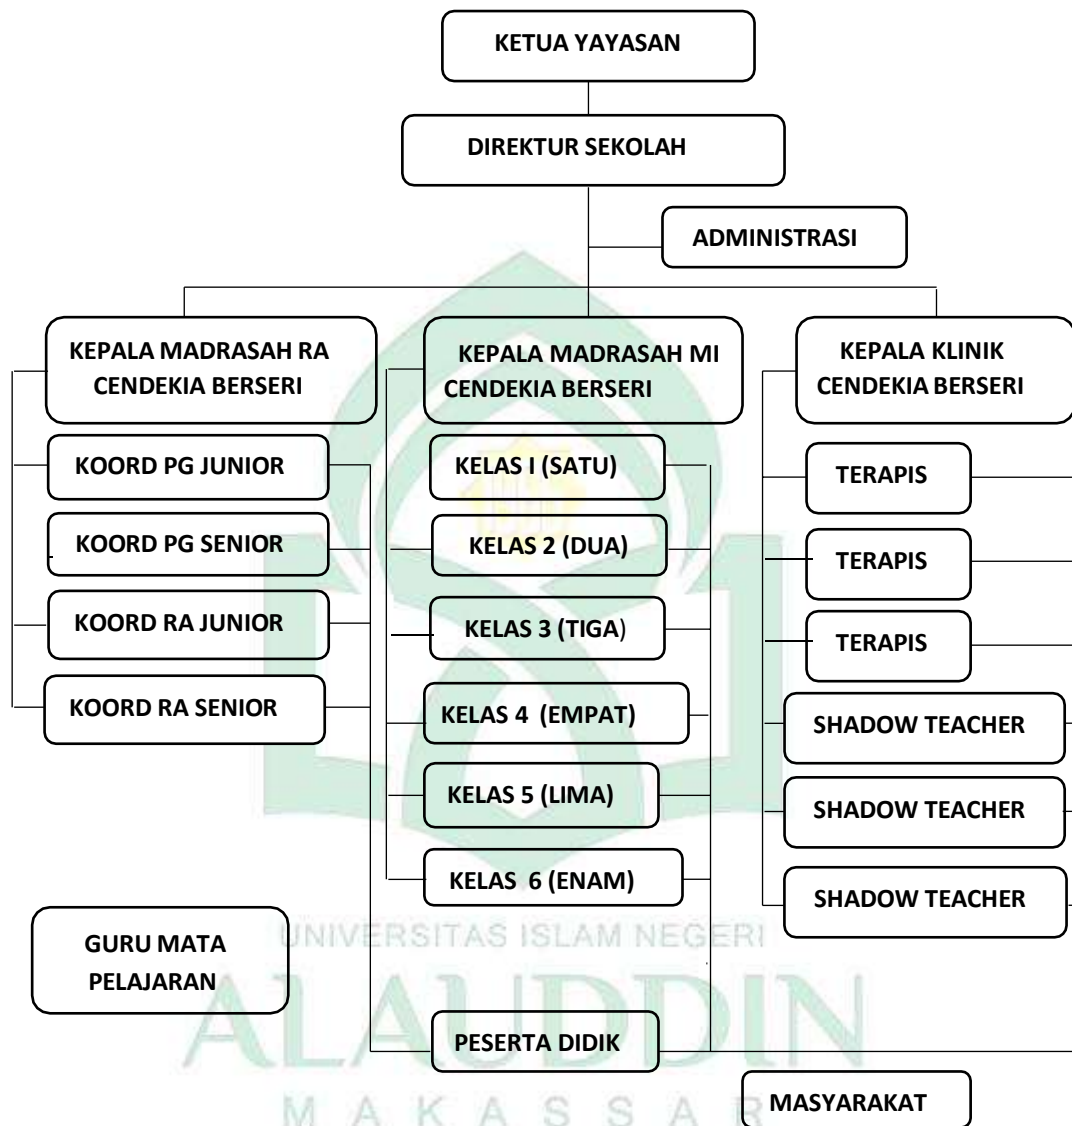 KETUA YAYASAN
DIREKTUR SEKOLAH
ADMINISTRASI
KEPALA MADRASAH RA
CENDEKIA BERSERI
KEPALA MADRASAH MI
CENDEKIA BERSERI
KEPALA KLINIK
CENDEKIA BERSERI
KOORD PG JUNIOR
KOORD PG SENIOR
KOORD RA JUNIOR
KOORD RA SENIOR
KELAS I (SATU)
KELAS 2 (DUA)
KELAS 3 (TIGA)
KELAS 4 (EMPAT)
KELAS 5 (LIMA)
KELAS 6 (ENAM)
TERAPIS
TERAPIS
TERAPIS
SHADOW TEACHER
SHADOW TEACHER
SHADOW TEACHER
GURU MATA
PELAJARAN
UNIVERSITAS ISLAM NEGERI
ALAUDDIN
MAKASSAR
PESERTA DIDIK
MASYARAKAT